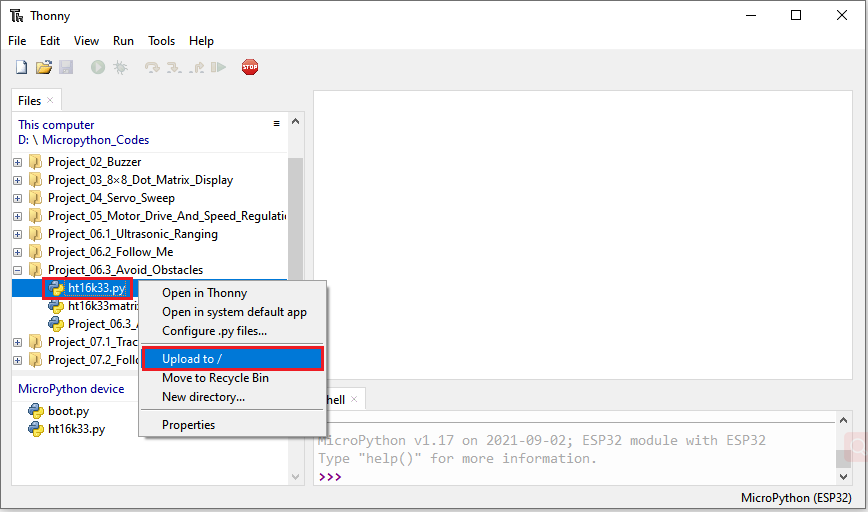 Thonny
File Edit View Run Tools Help
STOP
Files
This computer
D: \ Micropython_Codes
Project_02_Buzzer
Project_03_8×8_Dot_Matrix_Display
Project_04_Servo_Sweep
Project_05_Motor_Drive_And_Speed_Regulati
Project_06.1_Ultrasonic_Ranging
Project_06.2_Follow_Me
Project_06.3_Avoid_Obstacles
ht16k33.py
ht16k33matrix
Project_06.3_A
Project_07.1_Trac
Project_07.2_Follo
Open in Thonny
Open in system default app
Configure .py files...
Upload to /
Move to Recycle Bin
New directory...
Properties
MicroPython device
boot.py
ht16k33.py
hell
MicroPython v1.17 on 2021-09-02; ESP32 module with ESP32
Type "help()" for more information.
>>>
MicroPython (ESP32)